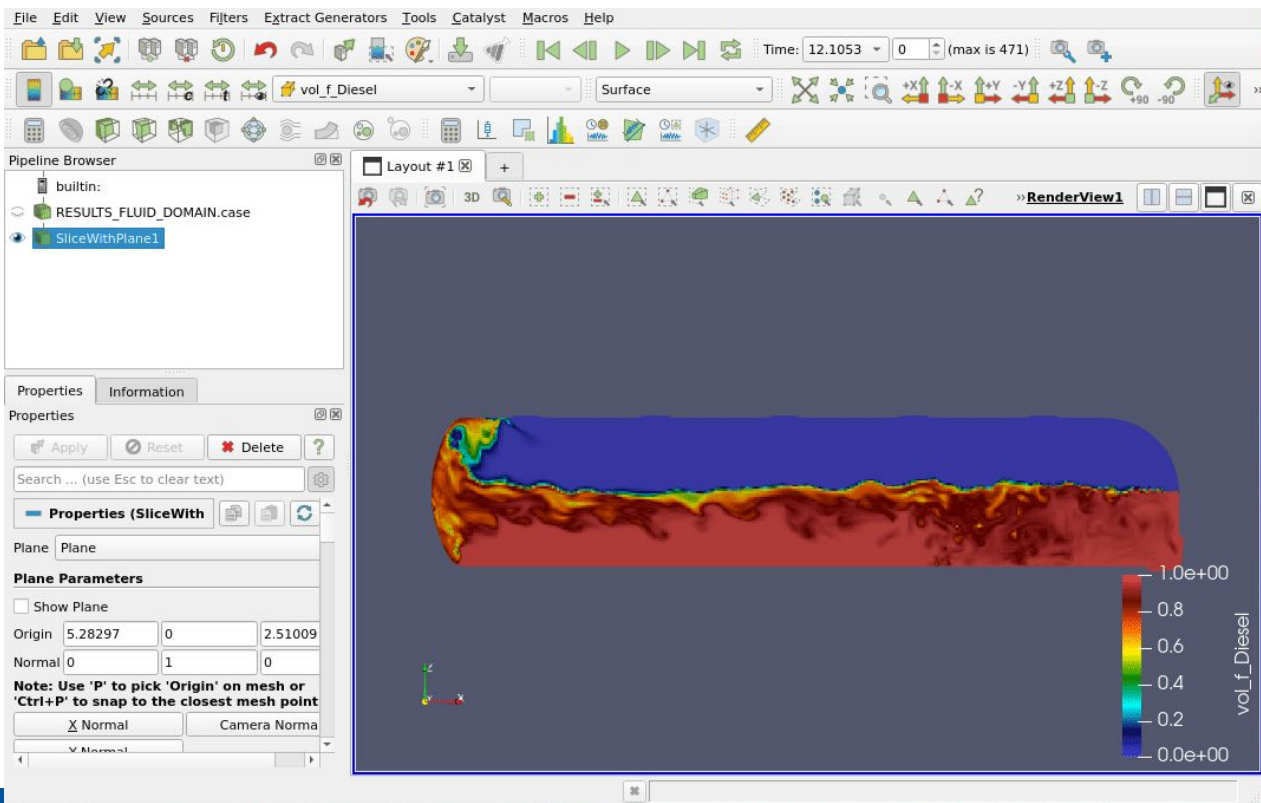 File Edit View Sources Filters Extract Generators Tools Catalyst Macros Help
Time: 12.1053 0 (max is 471)
vol_f_Diesel Surface +X -X +Y -Y +Z -Z +90 -90 »
Pipeline Browser
builtin:
RESULTS_FLUID_DOMAIN.case
SliceWithPlane1
Layout #1 +
3D »RenderView1
Properties Information
Properties
Apply Reset Delete ?
Search ... (use Esc to clear text)
Properties (SliceWith
Plane Plane
Plane Parameters
Show Plane
Origin 5.28297 0 2.51009
Normal 0 1 0
Note: Use 'P' to pick 'Origin' on mesh or
'Ctrl+P' to snap to the closest mesh point
X Normal Camera Norma
Y Normal
1.0e+00
0.8
0.6
0.4
0.2
0.0e+00
vol_f_Diesel